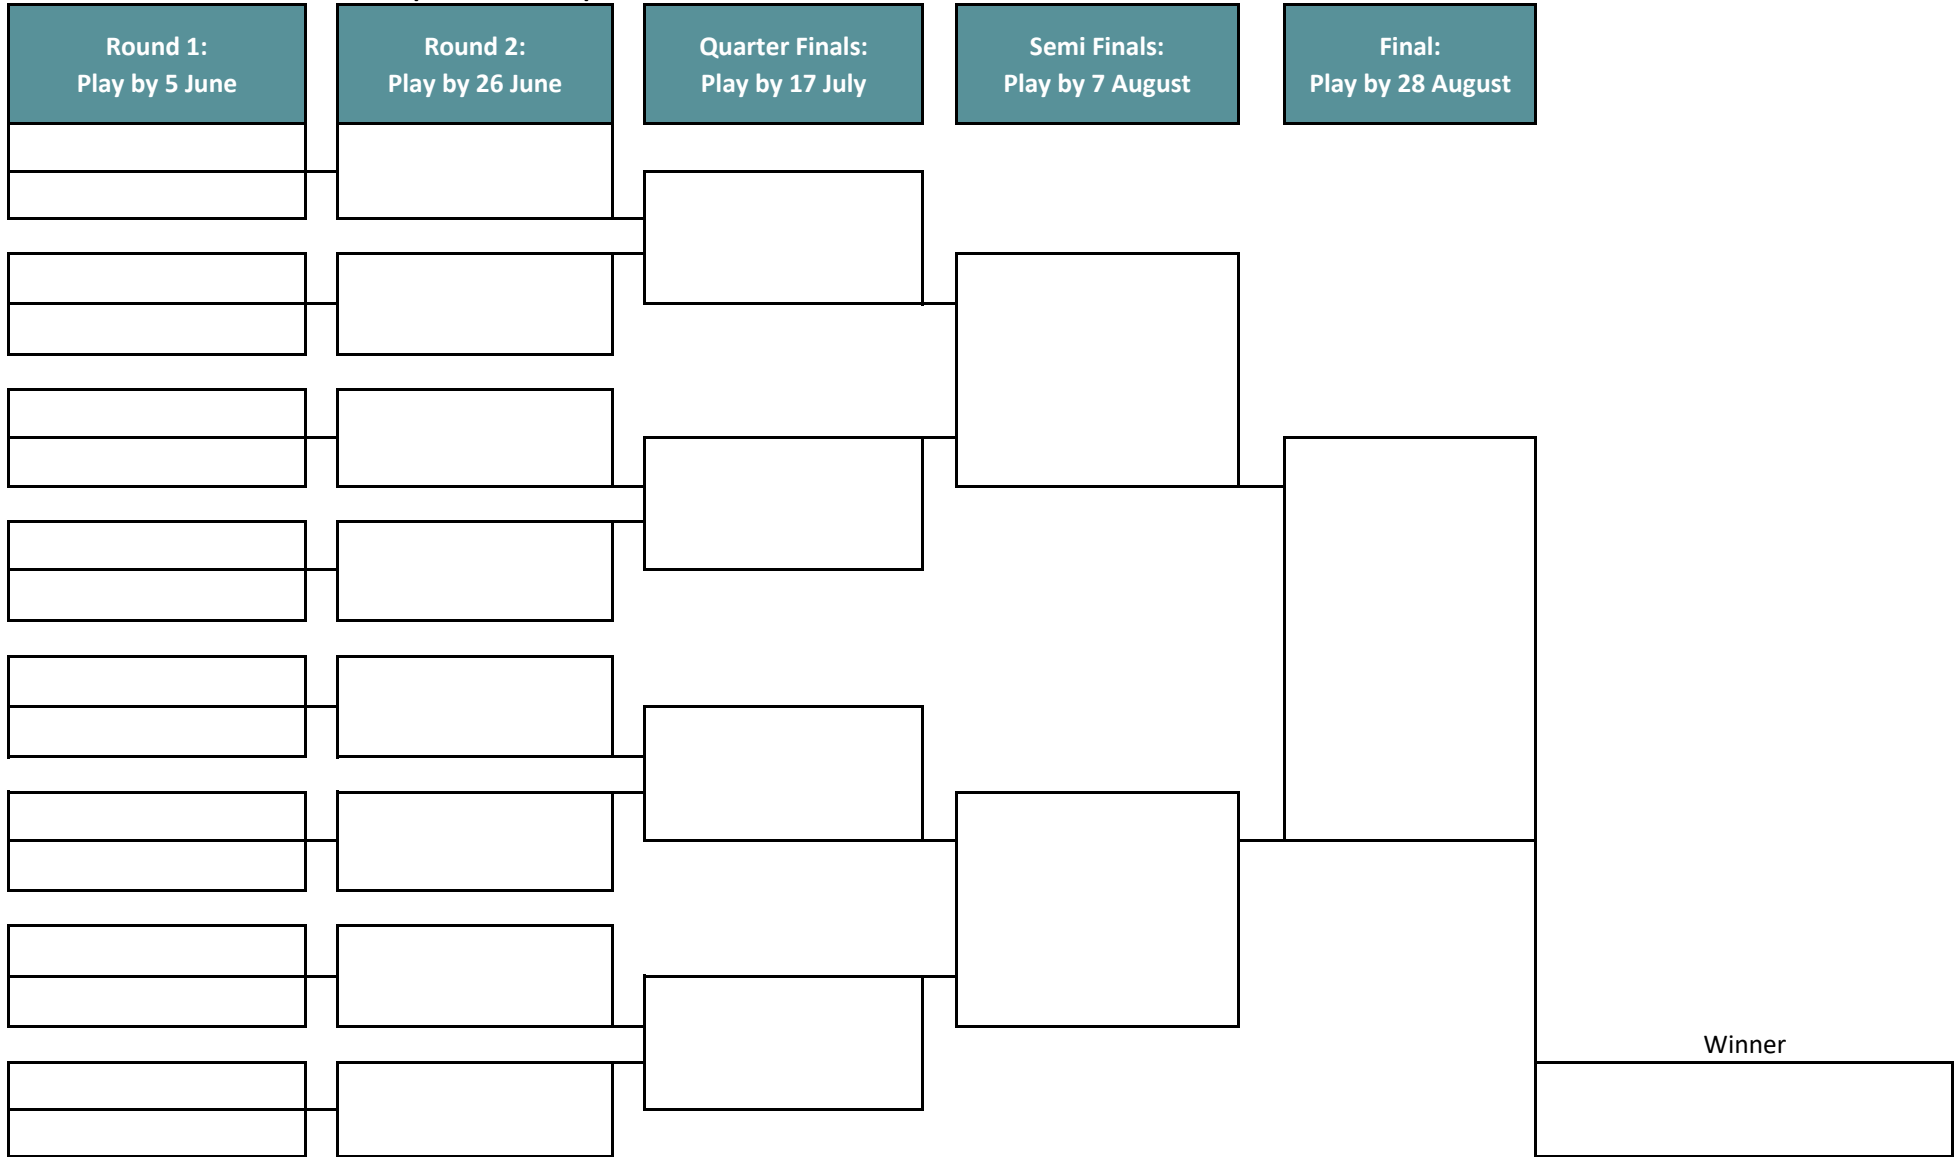 Round 1:
Play by 5 June
Round 2:
Play by 26 June
Quarter Finals:
Play by 17 July
Semi Finals:
Play by 7 August
Final:
Play by 28 August
Winner